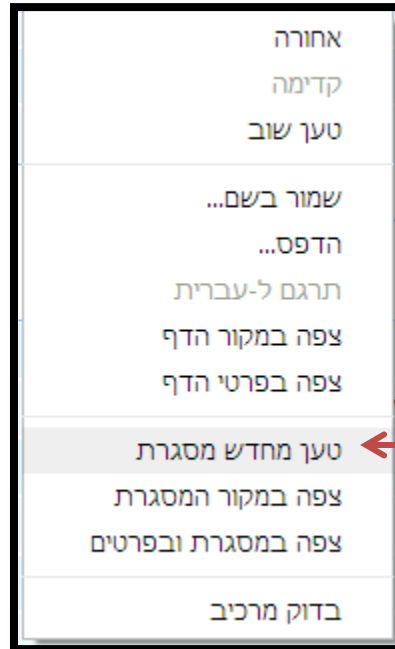 אחורה
קדימה
טען שוב
שמור בשם...
הדפס...
תרגם ל-עברית
צפה במקור הדף
צפה בפרטי הדף
טען מחדש מסגרת
צפה במקור המסגרת
צפה במסגרת ובפרטים
בדוק מרכיב